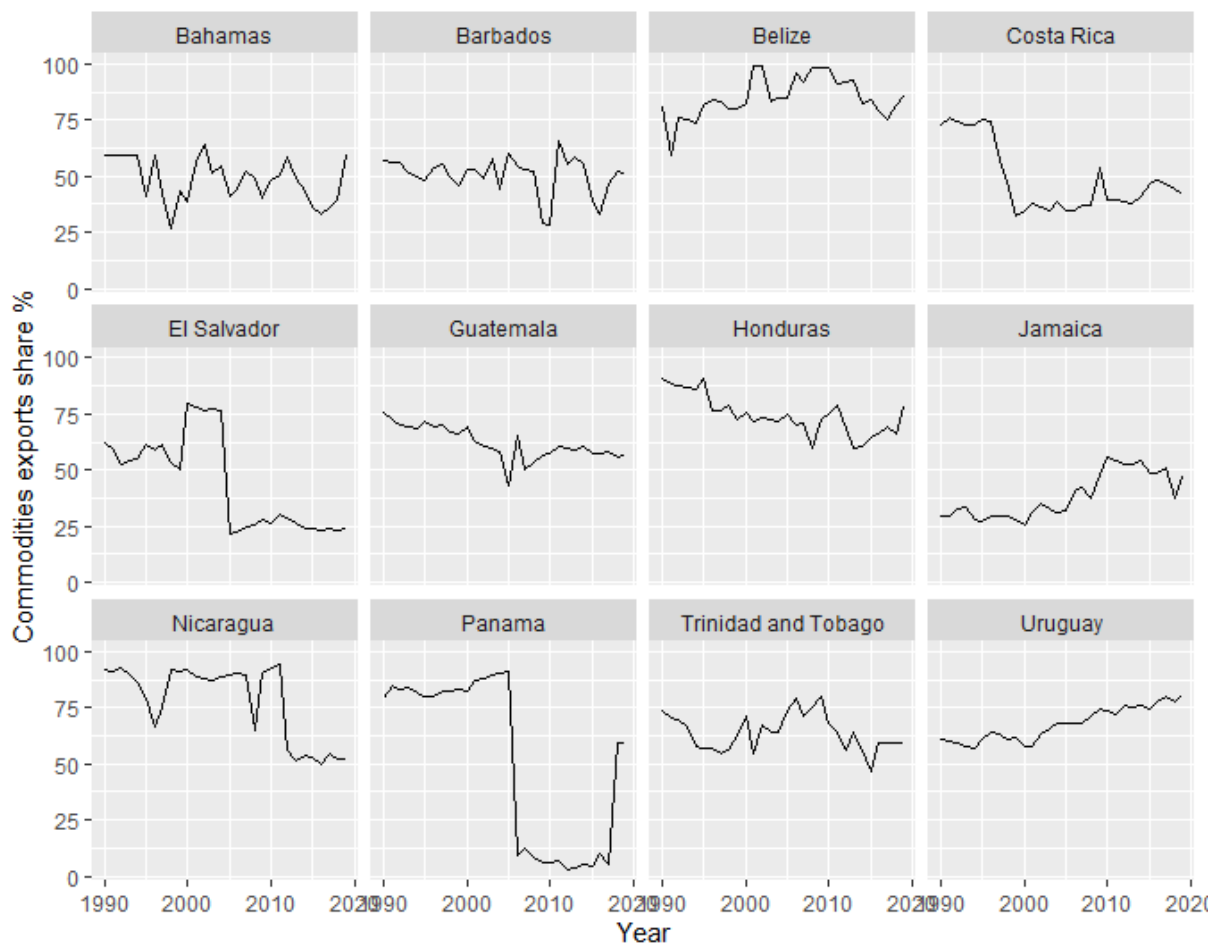 Bahamas Barbados Belize Costa Rica
100
75
50
25
0
El Salvador Guatemala Honduras Jamaica
100
75
50
25
0
Nicaragua Panama Trinidad and Tobago Uruguay
100
75
50
25
0
1990 2000 2010 2020 1990 2000 2010 2020 1990 2000 2010 2020 1990 2000 2010 2020
Year
Commodities exports share %